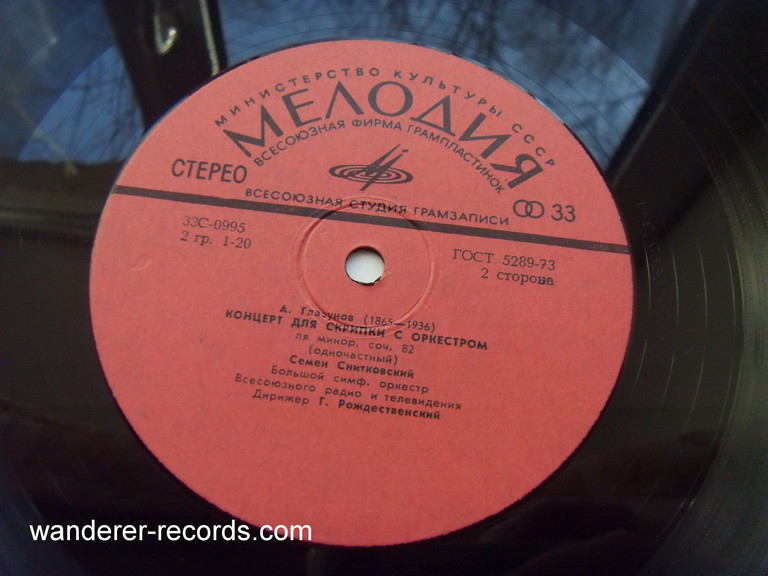 МИНИСТЕРСТВО КУЛЬТУРЫ СССР
МЕЛОДИЯ
ВСЕСОЮЗНАЯ ФИРМА ГРАМПЛАСТИНОК
СТЕРЕО
ВСЕСОЮЗНАЯ СТУДИЯ ГРАМЗАПИСИ
33
33С-0995
2 гр. 1-20
ГОСТ 5289-73
2 сторона
А. Глазунов (1865—1936)
КОНЦЕРТ ДЛЯ СКРИПКИ С ОРКЕСТРОМ
ля минор, соч. 82
(одночастный)
Семен Снитковский
Большой симф. оркестр
Всесоюзного радио и телевидения
Дирижер Г. Рождественский
wanderer-records.com